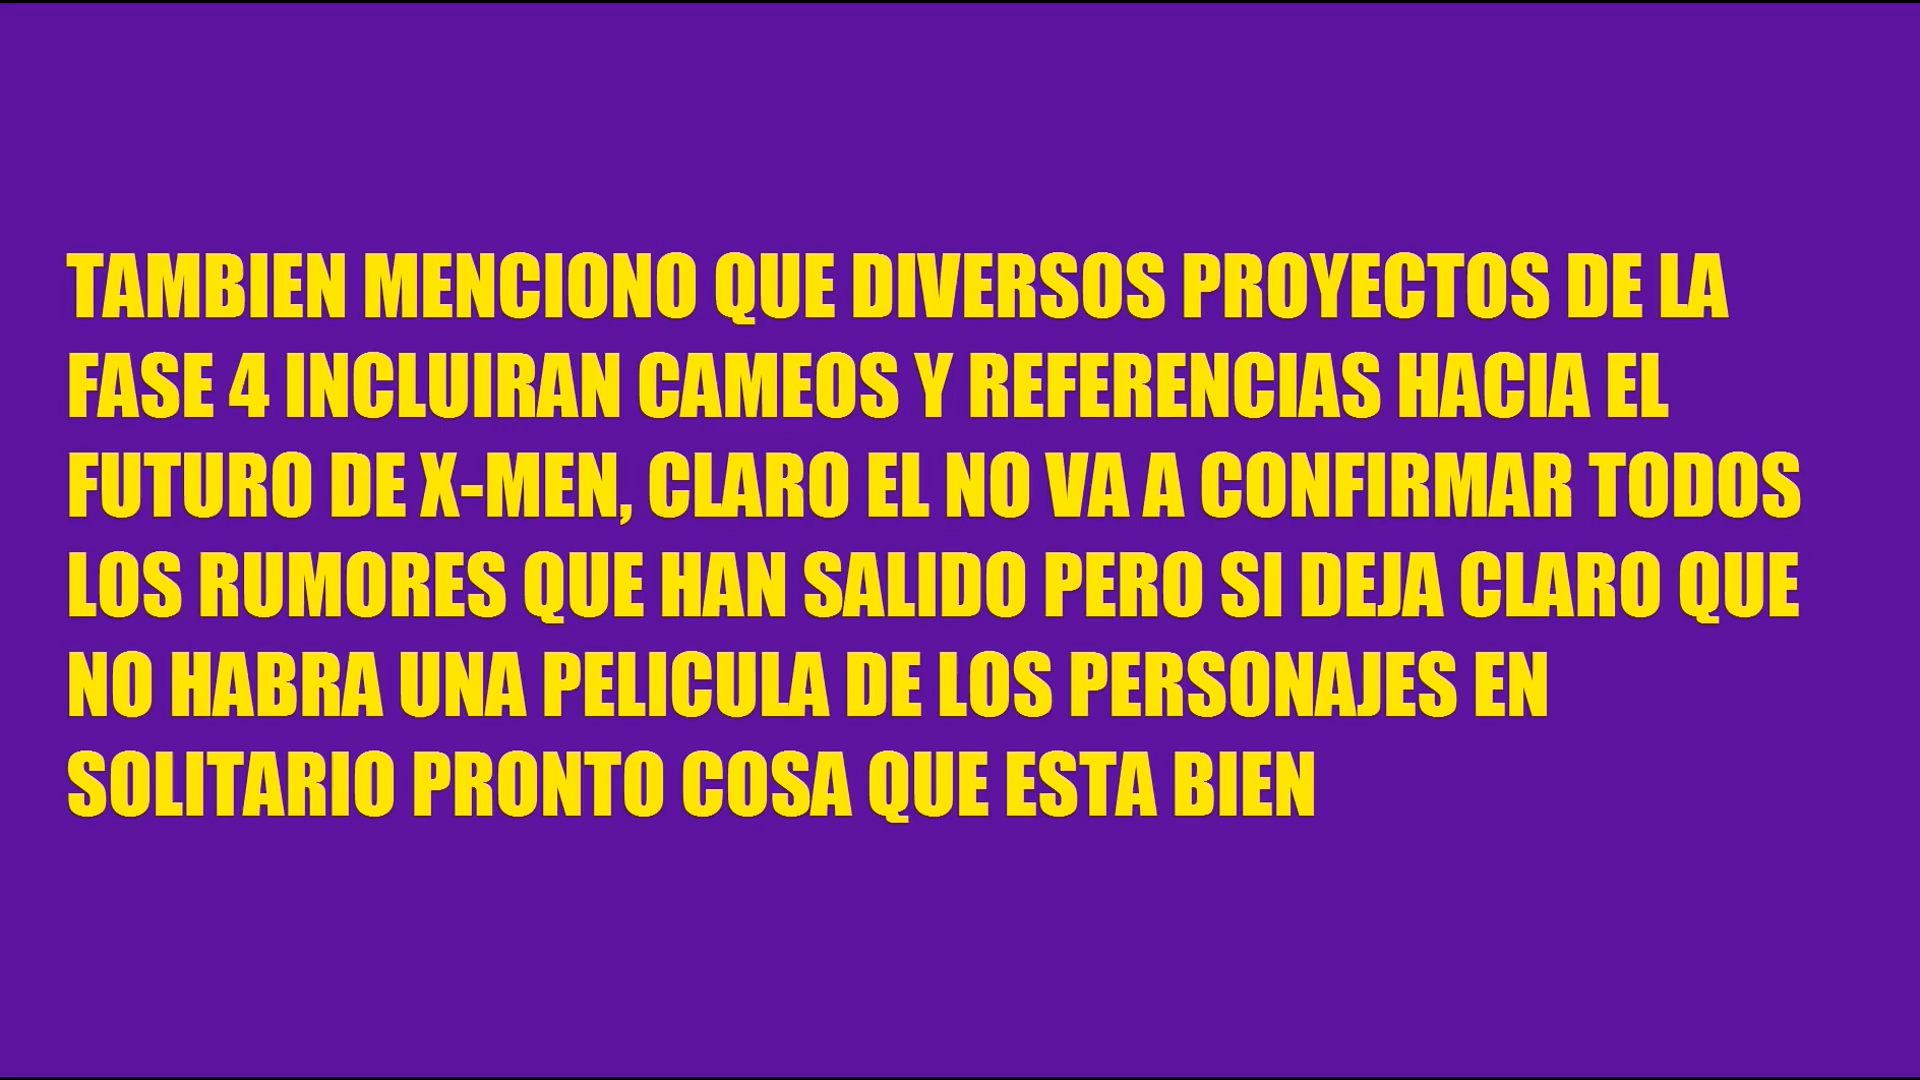 TAMBIEN MENCIONO QUE DIVERSOS PROYECTOS DE LA
FASE 4 INCLUIRAN CAMEOS Y REFERENCIAS HACIA EL
FUTURO DE X-MEN, CLARO EL NO VA A CONFIRMAR TODOS
LOS RUMORES QUE HAN SALIDO PERO SI DEJA CLARO QUE
NO HABRA UNA PELICULA DE LOS PERSONAJES EN
SOLITARIO PRONTO COSA QUE ESTA BIEN